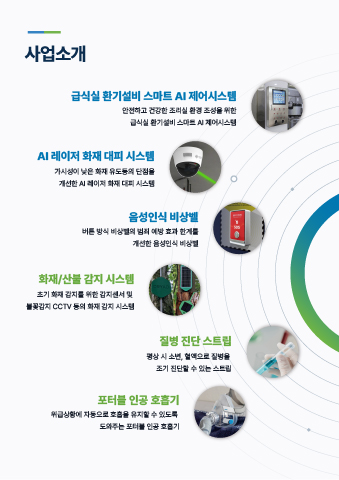 사업소개
급식실 환기설비 스마트 AI 제어시스템
안전하고 건강한 조리실 환경 조성을 위한
급식실 환기설비 스마트 AI 제어시스템
AI 레이저 화재 대피 시스템
가시성이 낮은 화재 유도등의 단점을
개선한 AI 레이저 화재 대피 시스템
음성인식 비상벨
버튼 방식 비상벨의 범죄 예방 효과 한계를
개선한 음성인식 비상벨
화재/산불 감지 시스템
초기 화재 감지를 위한 감지센서 및
불꽃감지 CCTV 등의 화재 감지 시스템
질병 진단 스트립
평상 시 소변, 혈액으로 질병을
조기 진단할 수 있는 스트립
포터블 인공 호흡기
위급상황에 자동으로 호흡을 유지할 수 있도록
도와주는 포터블 인공 호흡기